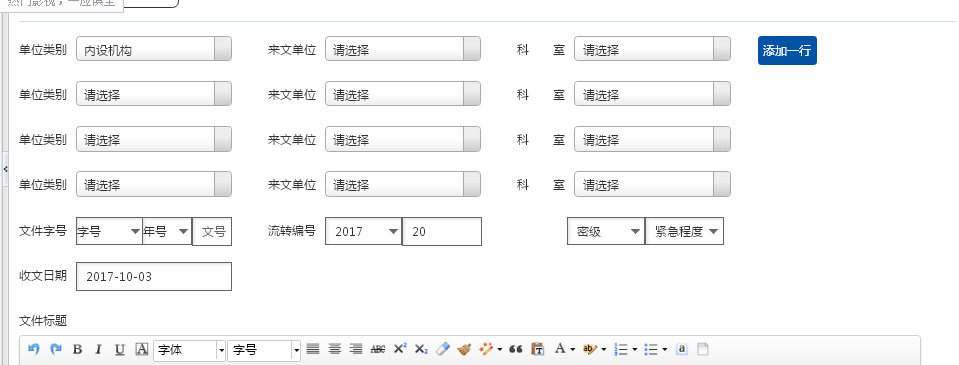 热门影视，一应俱全
单位类别 内设机构 来文单位 请选择 科 室 请选择 添加一行
单位类别 请选择 来文单位 请选择 科 室 请选择
单位类别 请选择 来文单位 请选择 科 室 请选择
单位类别 请选择 来文单位 请选择 科 室 请选择
文件字号 字号 年号 文号 流转编号 2017 20 密级 紧急程度
收文日期 2017-10-03
文件标题
B I U A 字体 字号 ABC X² X₂ A ab a